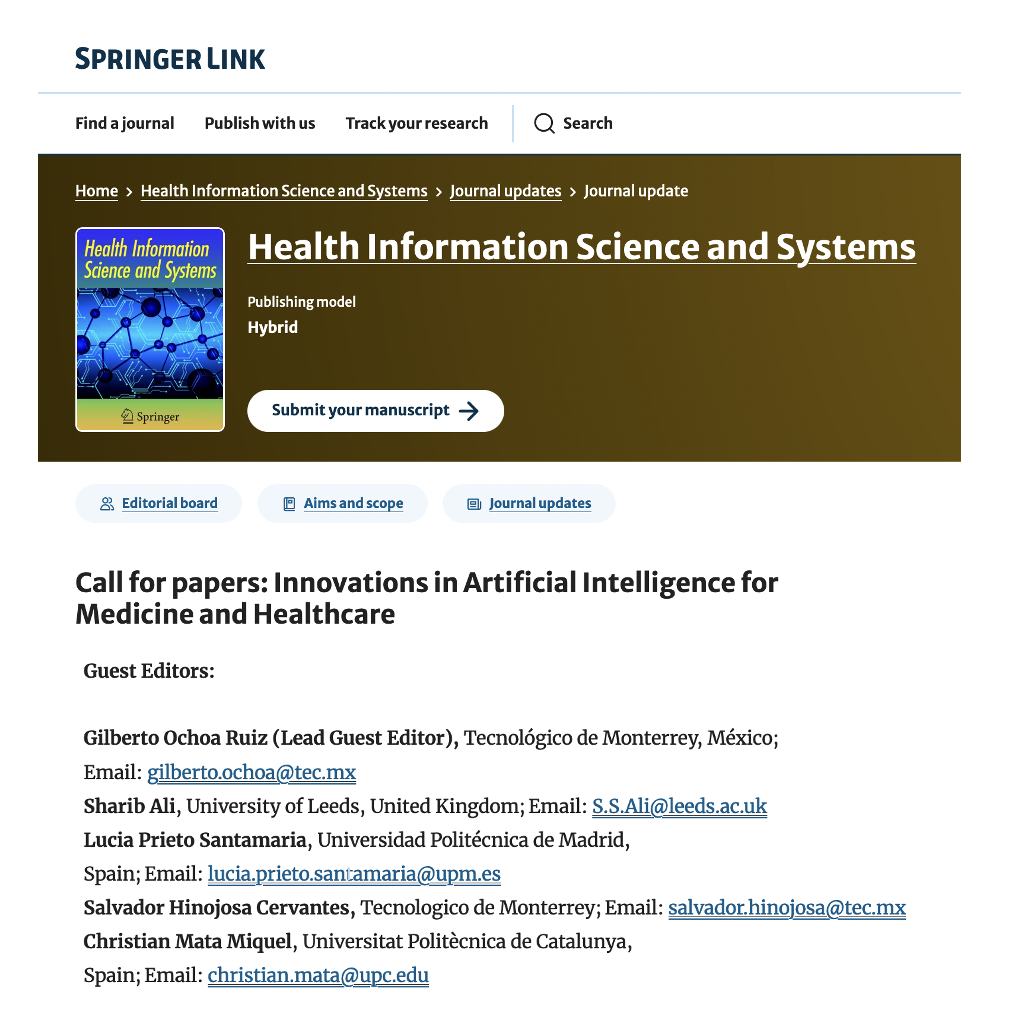 SPRINGER LINK
Find a journal Publish with us Track your research Search
Home > Health Information Science and Systems > Journal updates > Journal update
Health Information
Science and Systems
Springer
Health Information Science and Systems
Publishing model
Hybrid
Submit your manuscript →
Editorial board Aims and scope Journal updates
Call for papers: Innovations in Artificial Intelligence for
Medicine and Healthcare
Guest Editors:
Gilberto Ochoa Ruiz (Lead Guest Editor), Tecnológico de Monterrey, México;
Email: gilberto.ochoa@tec.mx
Sharib Ali, University of Leeds, United Kingdom; Email: S.S.Ali@leeds.ac.uk
Lucia Prieto Santamaria, Universidad Politécnica de Madrid,
Spain; Email: lucia.prieto.santamaria@upm.es
Salvador Hinojosa Cervantes, Tecnologico de Monterrey; Email: salvador.hinojosa@tec.mx
Christian Mata Miquel, Universitat Politècnica de Catalunya,
Spain; Email: christian.mata@upc.edu